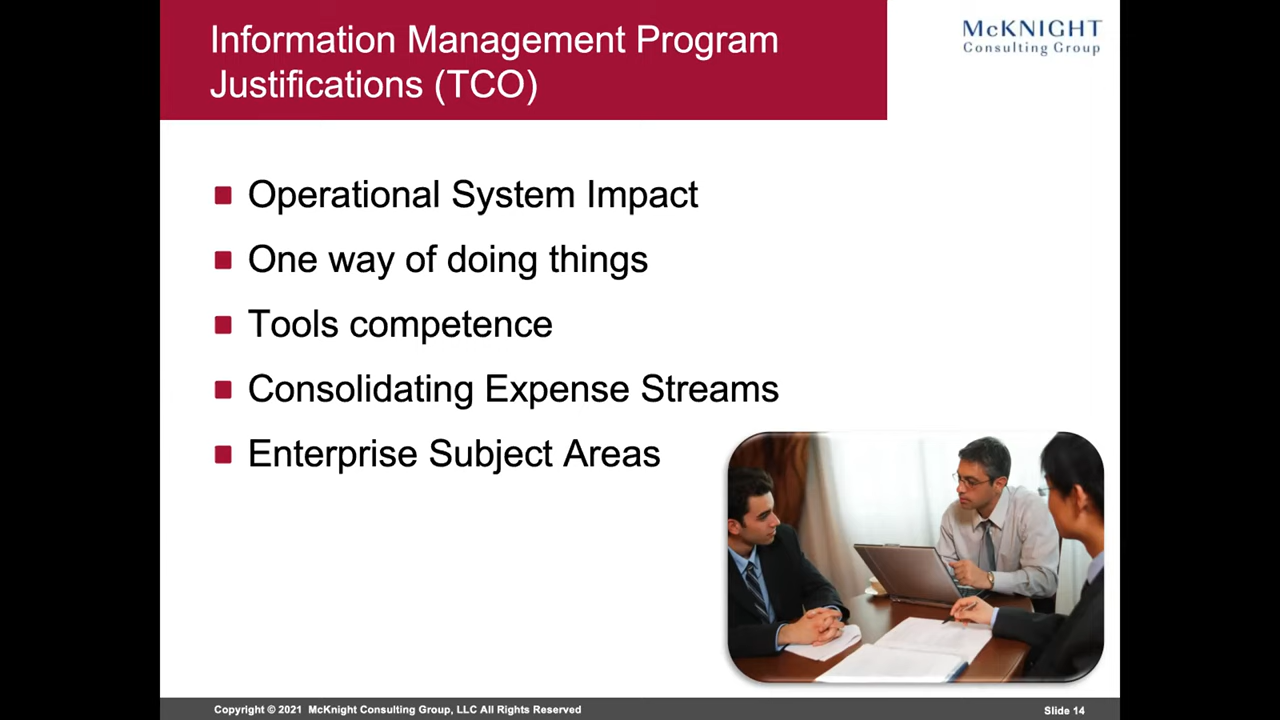 Information Management Program
Justifications (TCO)
McKNIGHT
Consulting Group
Operational System Impact
One way of doing things
Tools competence
Consolidating Expense Streams
Enterprise Subject Areas
Copyright © 2021 McKnight Consulting Group, LLC All Rights Reserved
Slide 14